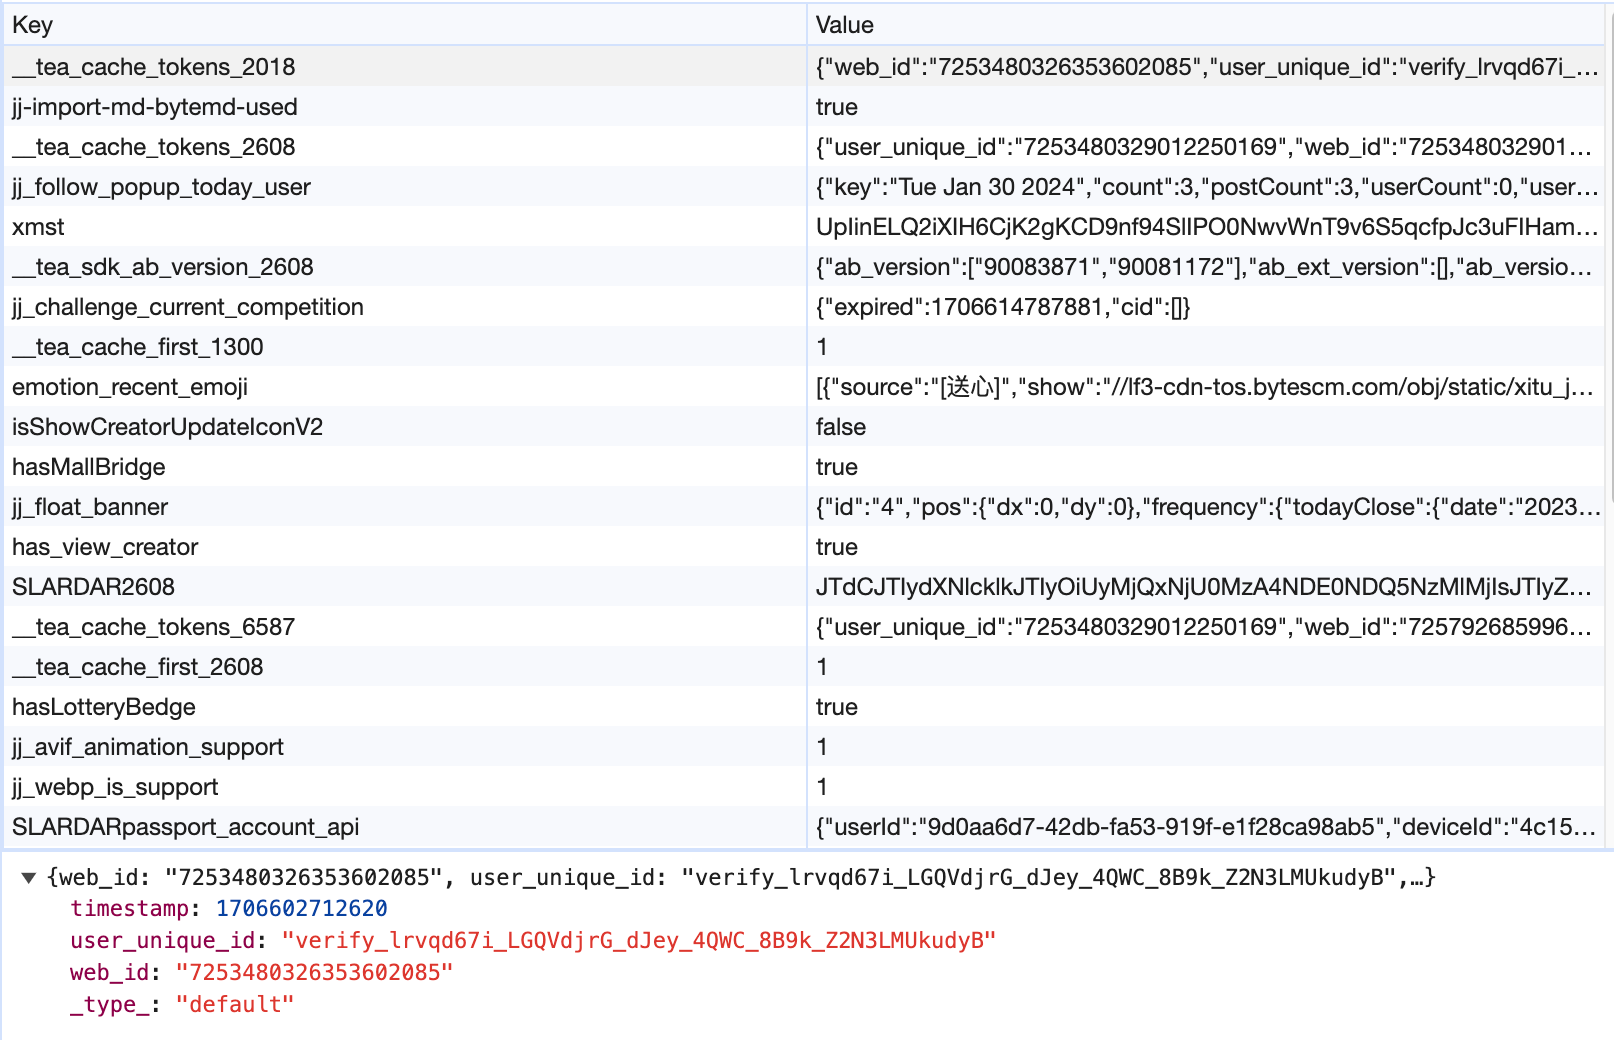 Key Value
__tea_cache_tokens_2018 {"web_id":"7253480326353602085","user_unique_id":"verify_lrvqd67i_…
jj-import-md-bytemd-used true
__tea_cache_tokens_2608 {"user_unique_id":"7253480329012250169","web_id":"725348032901…
jj_follow_popup_today_user {"key":"Tue Jan 30 2024","count":3,"postCount":3,"userCount":0,"user…
xmst UpIinELQ2iXIH6CjK2gKCD9nf94SlIPO0NwvWnT9v6S5qcfpJc3uFIHam…
__tea_sdk_ab_version_2608 {"ab_version":["90083871","90081172"],"ab_ext_version":[],"ab_versio…
jj_challenge_current_competition {"expired":1706614787881,"cid":[]}
__tea_cache_first_1300 1
emotion_recent_emoji [{"source":"[送心]","show":"//lf3-cdn-tos.bytescm.com/obj/static/xitu_j…
isShowCreatorUpdateIconV2 false
hasMallBridge true
jj_float_banner {"id":"4","pos":{"dx":0,"dy":0},"frequency":{"todayClose":{"date":"2023…
has_view_creator true
SLARDAR2608 JTdCJTIydXNlcklkJTIyOiUyMjQxNjU0MzA4NDE0NDQ5NzMlMjIsJTIyZ…
__tea_cache_tokens_6587 {"user_unique_id":"7253480329012250169","web_id":"725792685996…
__tea_cache_first_2608 1
hasLotteryBedge true
jj_avif_animation_support 1
jj_webp_is_support 1
SLARDARpassport_account_api {"userId":"9d0aa6d7-42db-fa53-919f-e1f28ca98ab5","deviceId":"4c15…
▼ {web_id: "7253480326353602085", user_unique_id: "verify_lrvqd67i_LGQVdjrG_dJey_4QWC_8B9k_Z2N3LMUkudyB",…}
timestamp: 1706602712620
user_unique_id: "verify_lrvqd67i_LGQVdjrG_dJey_4QWC_8B9k_Z2N3LMUkudyB"
web_id: "7253480326353602085"
_type_: "default"